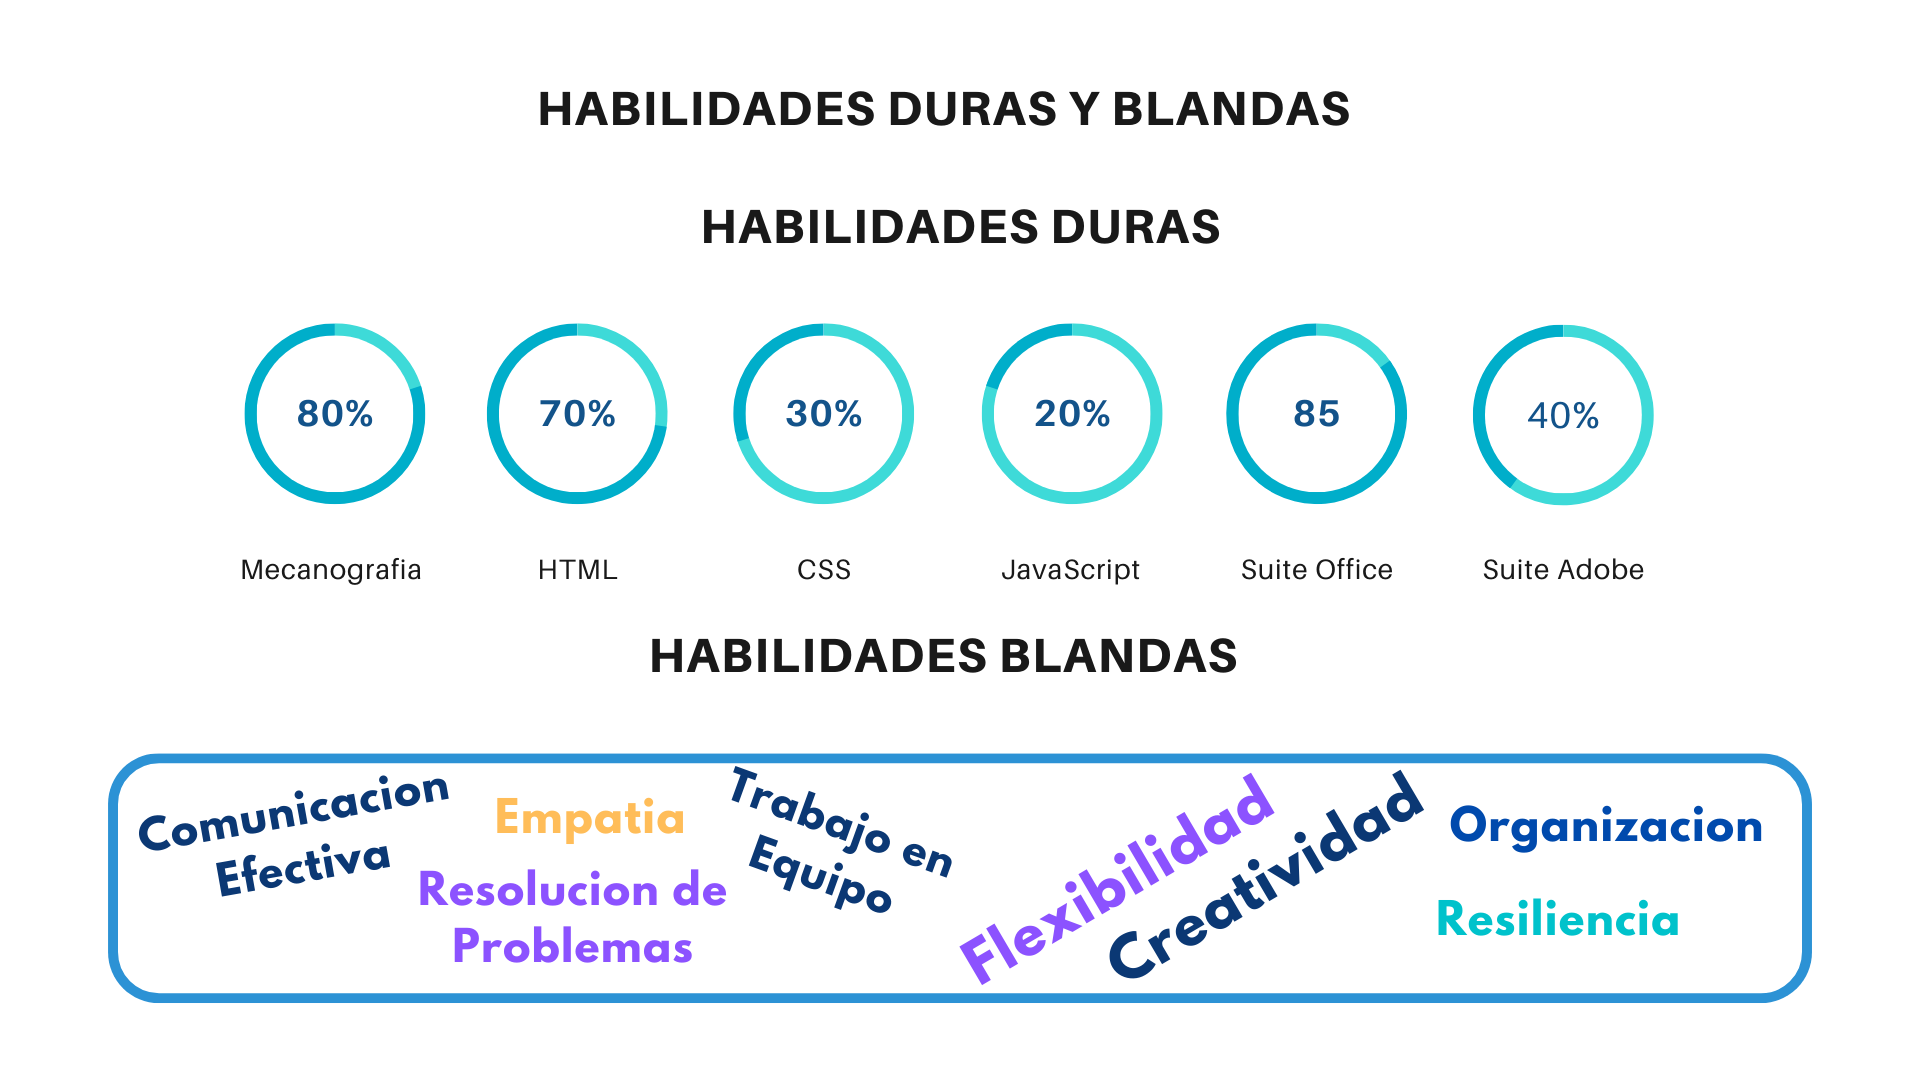 HABILIDADES DURAS Y BLANDAS
HABILIDADES DURAS
80%
70%
30%
20%
85
40%
Mecanografia
HTML
CSS
JavaScript
Suite Office
Suite Adobe
HABILIDADES BLANDAS
Comunicacion
Efectiva
Empatia
Resolucion de
Problemas
Trabajo en
Equipo
Flexibilidad
Creatividad
Organizacion
Resiliencia